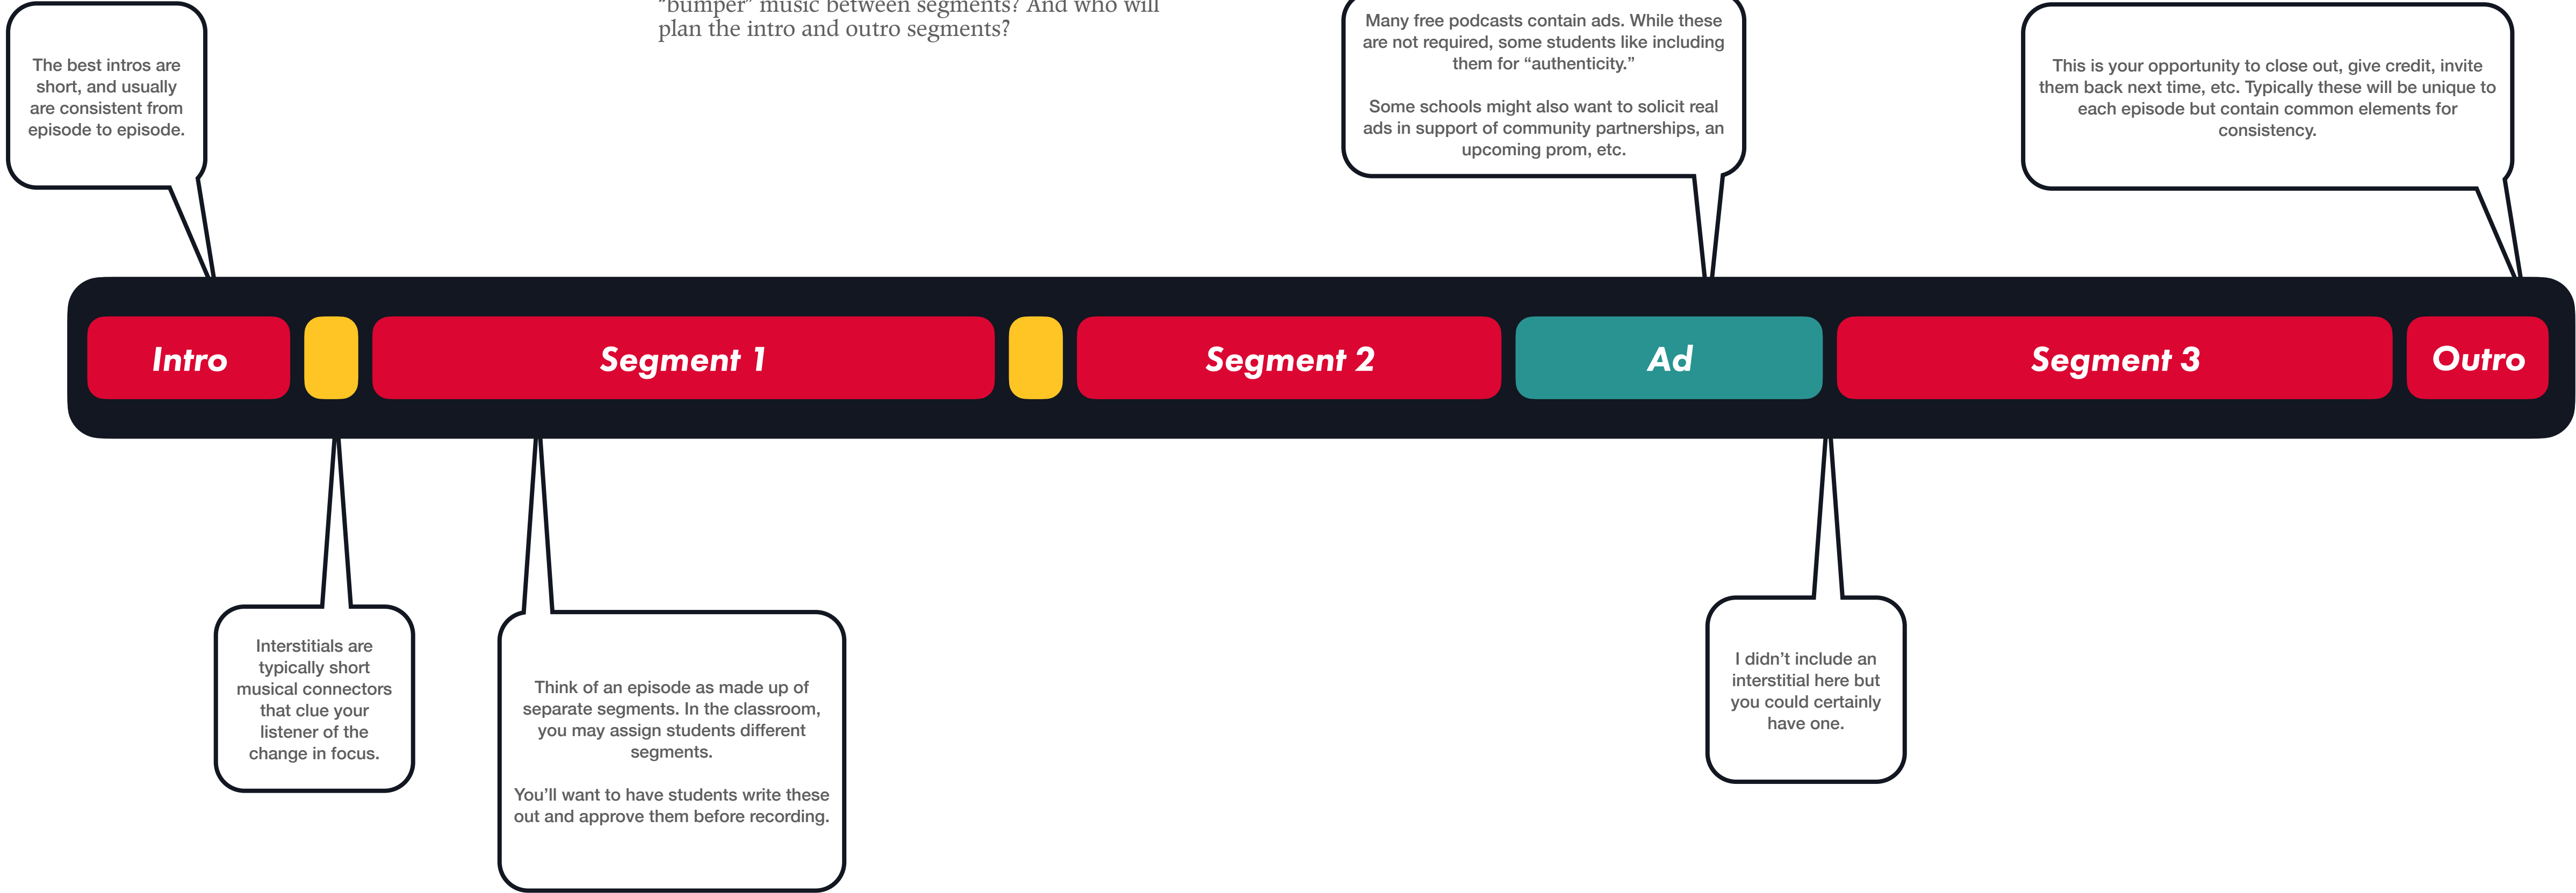 "bumper" music between segments? And who will
plan the intro and outro segments?
The best intros are
short, and usually
are consistent from
episode to episode.
Many free podcasts contain ads. While these
are not required, some students like including
them for “authenticity.”
Some schools might also want to solicit real
ads in support of community partnerships, an
upcoming prom, etc.
This is your opportunity to close out, give credit, invite
them back next time, etc. Typically these will be unique to
each episode but contain common elements for
consistency.
Intro
Segment 1
Segment 2
Ad
Segment 3
Outro
Interstitials are
typically short
musical connectors
that clue your
listener of the
change in focus.
Think of an episode as made up of
separate segments. In the classroom,
you may assign students different
segments.
You’ll want to have students write these
out and approve them before recording.
I didn’t include an
interstitial here but
you could certainly
have one.